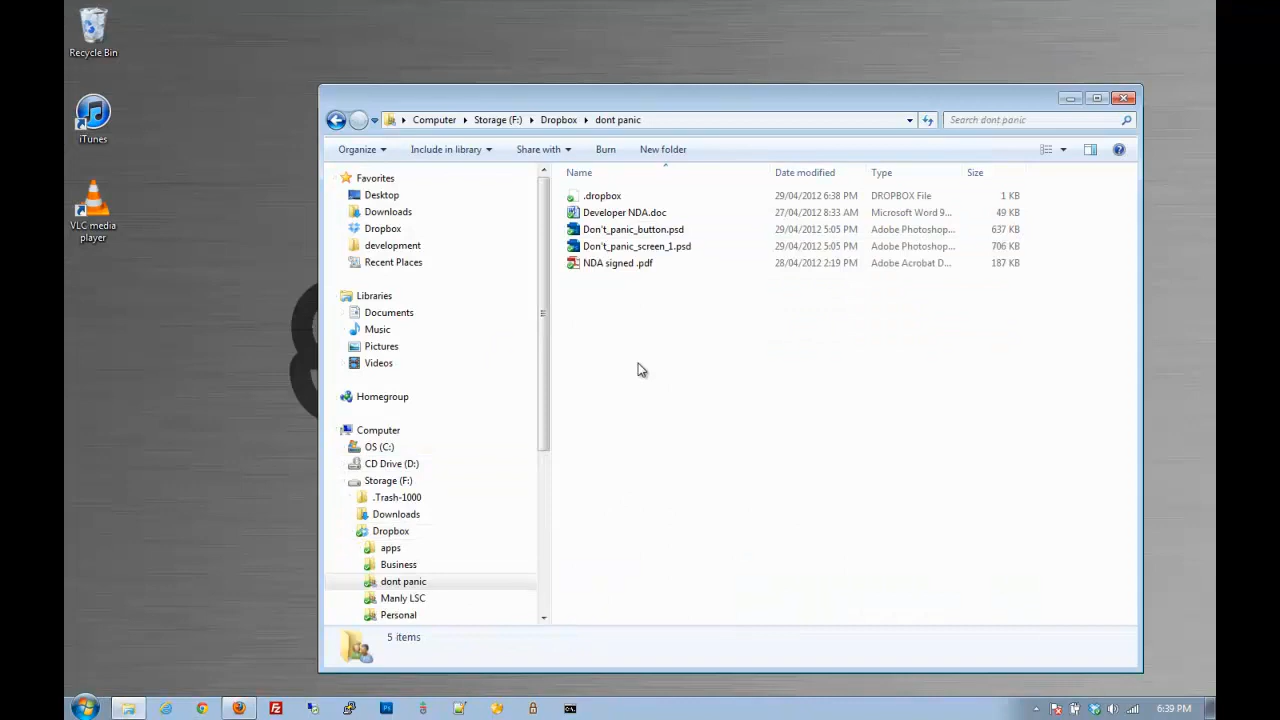 Recycle Bin
iTunes
VLC media
player
Computer
Storage (F:)
Dropbox
dont panic
Search dont panic
Organize
Include in library
Share with
Burn
New folder
Favorites
Desktop
Downloads
Dropbox
development
Recent Places
Libraries
Documents
Music
Pictures
Videos
Homegroup
Computer
OS (C:)
CD Drive (D:)
Storage (F:)
.Trash-1000
Downloads
Dropbox
apps
Business
dont panic
Manly LSC
Personal
Name Date modified Type Size
.dropbox 29/04/2012 6:38 PM DROPBOX File 1 KB
Developer NDA.doc 27/04/2012 8:33 AM Microsoft Word 9... 49 KB
Don't_panic_button.psd 29/04/2012 5:05 PM Adobe Photoshop... 637 KB
Don't_panic_screen_1.psd 29/04/2012 5:05 PM Adobe Photoshop... 706 KB
NDA signed .pdf 28/04/2012 2:19 PM Adobe Acrobat D... 187 KB
5 items
6:39 PM